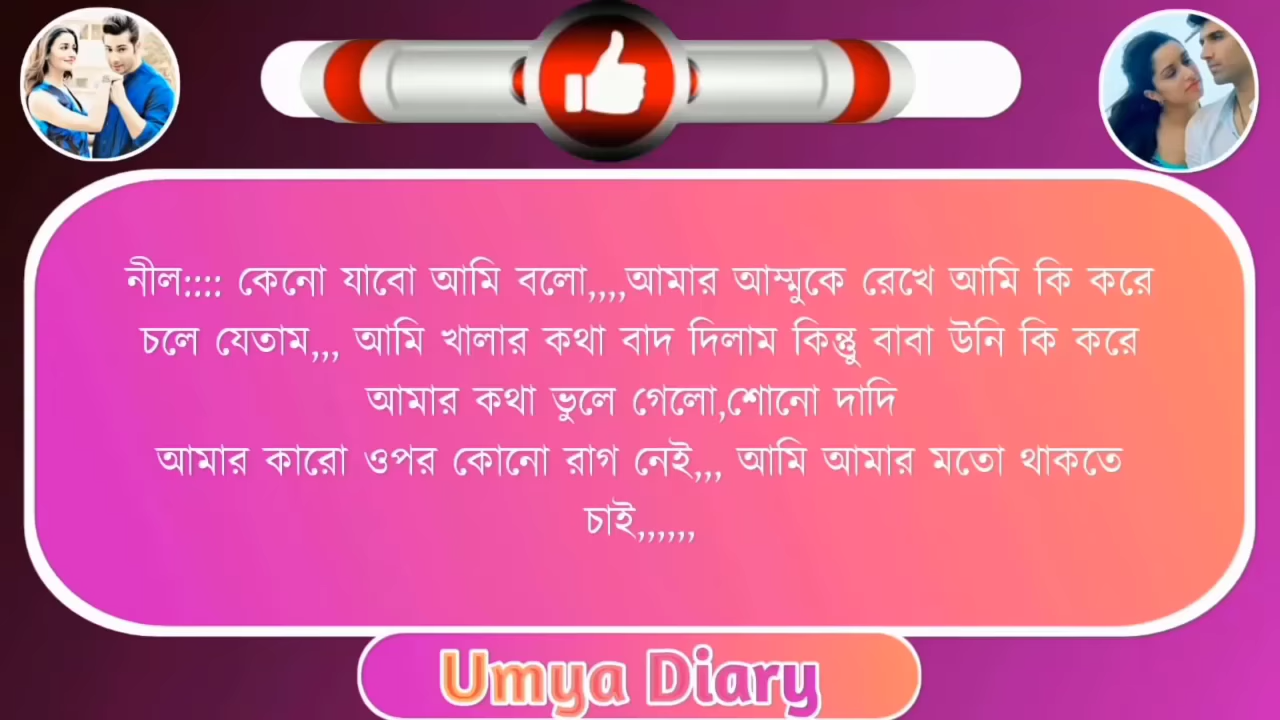 নীল:::: কেনো যাবো আমি বলো,,,,আমার আম্মুকে রেখে আমি কি করে
চলে যেতাম,,, আমি খালার কথা বাদ দিলাম কিন্তু বাবা উনি কি করে
আমার কথা ভুলে গেলো,শোনো দাদি
আমার কারো ওপর কোনো রাগ নেই,,, আমি আমার মতো থাকতে
চাই,,,,,,
Umya Diary